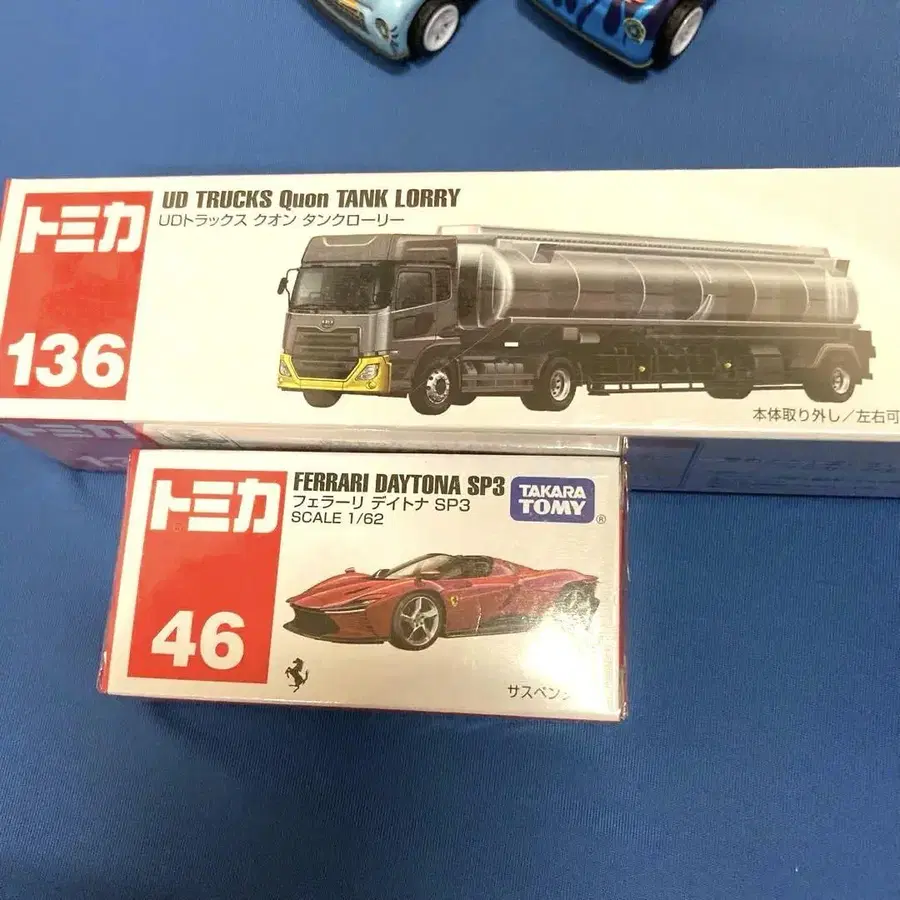 トミカ
136
UD TRUCKS Quon TANK LORRY
UDトラックス クオン タンクローリー
本体取り外し／左右可
トミカ
トミカ
46
FERRARI DAYTONA SP3
フェラーリ デイトナ SP3
SCALE 1/62
TAKARA
TOMY
®
サスペン